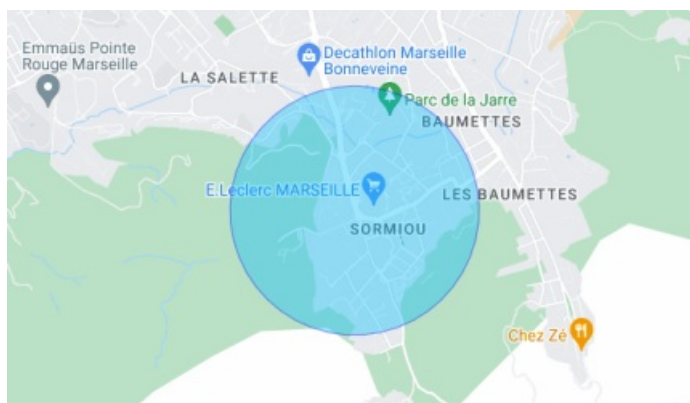 Emmaüs Pointe
Rouge Marseille
LA SALETTE
Decathlon Marseille
Bonneveine
Parc de la Jarre
BAUMETTES
E.Leclerc MARSEILLE
LES BAUMETTES
SORMIOU
Chez Zé